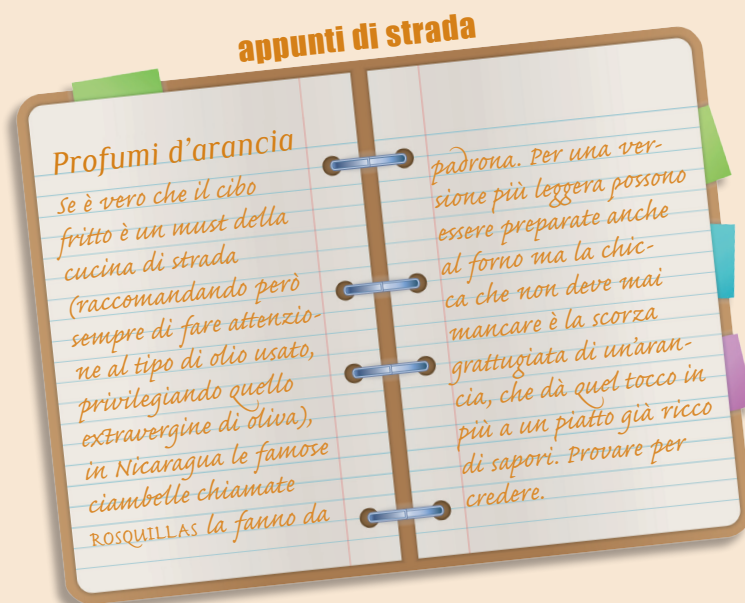 appunti di strada
Profumi d'arancia
Se è vero che il cibo
fritto è un must della
cucina di strada
(raccomandando però
sempre di fare attenzio-
ne al tipo di olio usato,
privilegiando quello
extravergine di oliva),
in Nicaragua le famose
ciambelle chiamate
ROSQUILLAS la fanno da
padrona. Per una ver-
sione più leggera possono
essere preparate anche
al forno ma la chic-
ca che non deve mai
mancare è la scorza
grattugiata di un'aran-
cia, che dà quel tocco in
più a un piatto già ricco
di sapori. Provare per
credere.